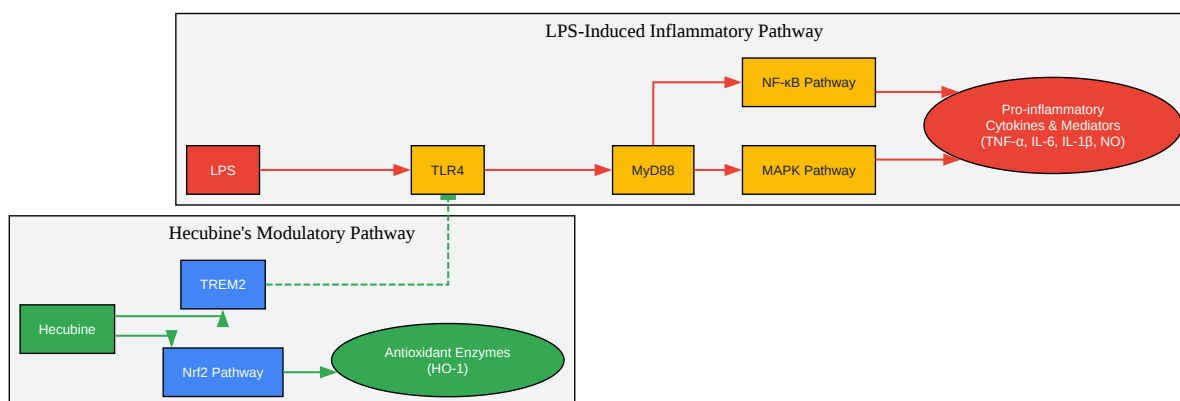 LPS-Induced Inflammatory Pathway
NF-κB Pathway
Pro-inflammatory
Cytokines & Mediators
(TNF-α, IL-6, IL-1β, NO)
LPS
TLR4
MyD88
MAPK Pathway
Hecubine's Modulatory Pathway
TREM2
Hecubine
Nrf2 Pathway
Antioxidant Enzymes
(HO-1)